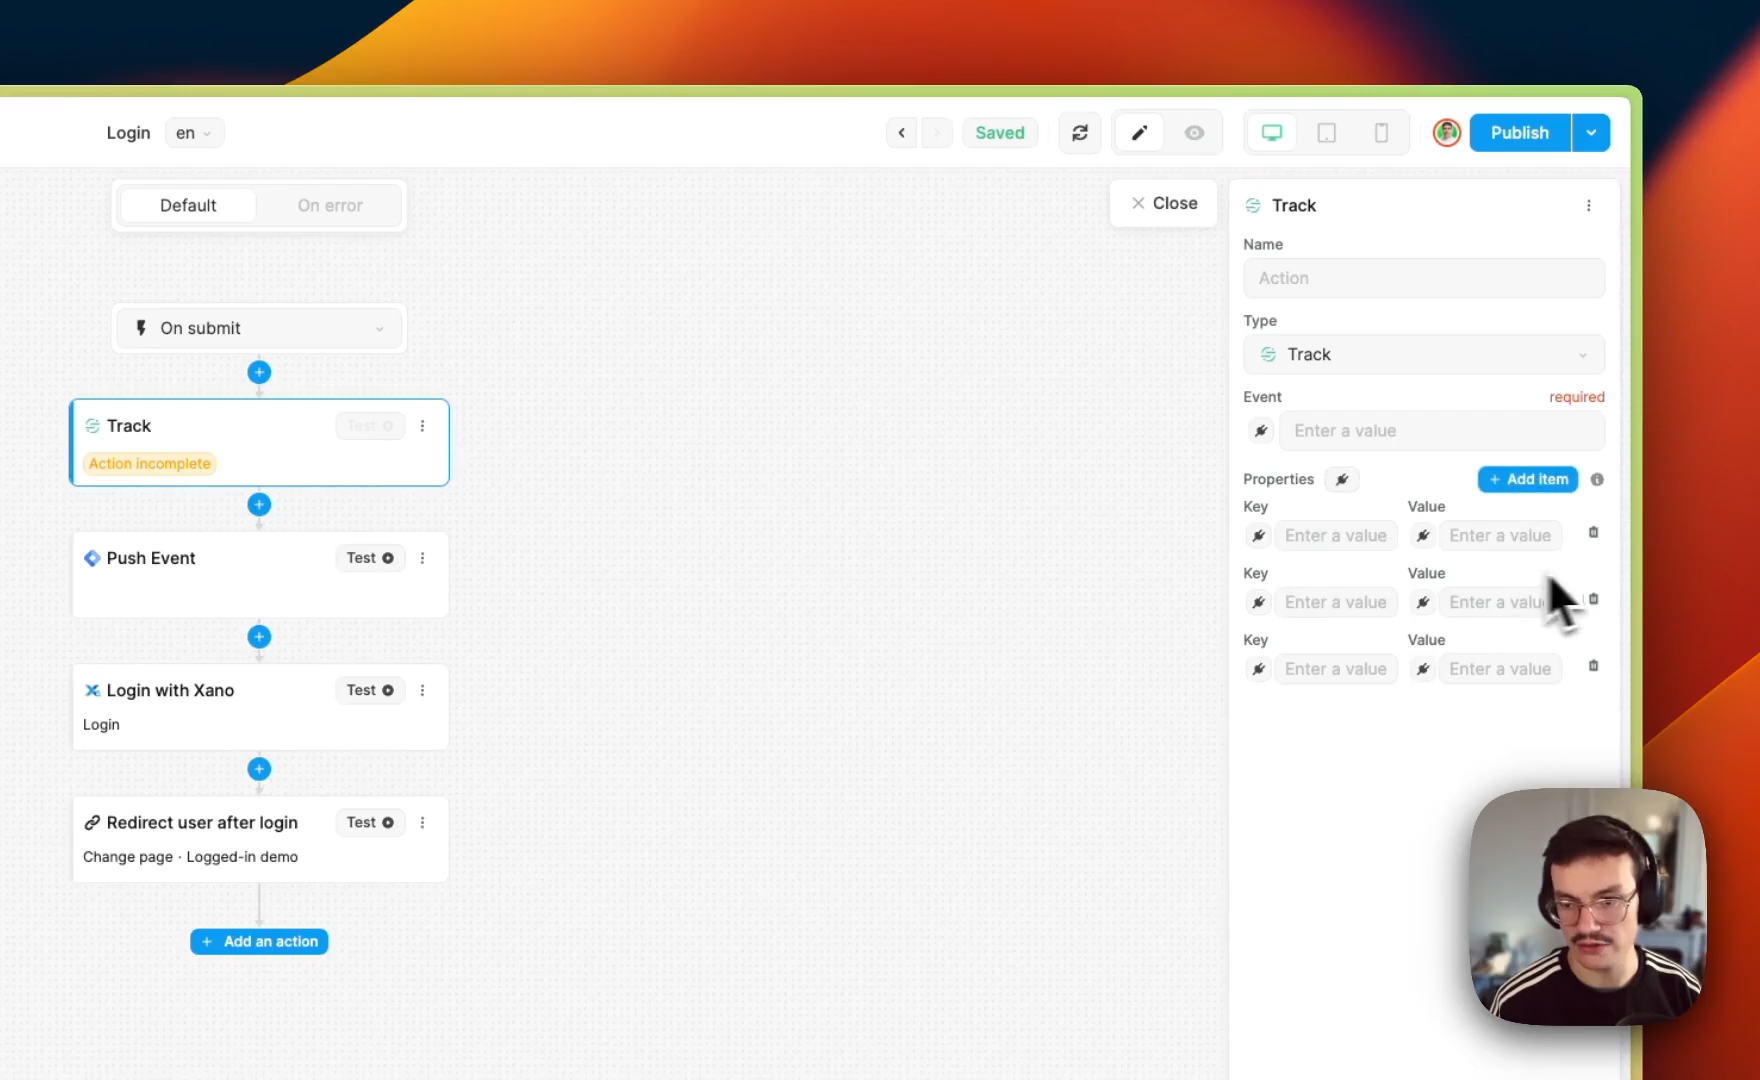 Login
en
Saved
Publish
Default
On error
Close
Track
Name
Action
On submit
Type
Track
Event
required
Enter a value
Track
Test
Action incomplete
Properties
Add item
Key
Value
Enter a value
Enter a value
Push Event
Test
Key
Value
Enter a value
Enter a valu
Key
Value
Enter a value
Enter a value
Login with Xano
Test
Login
Redirect user after login
Test
Change page · Logged-in demo
Add an action